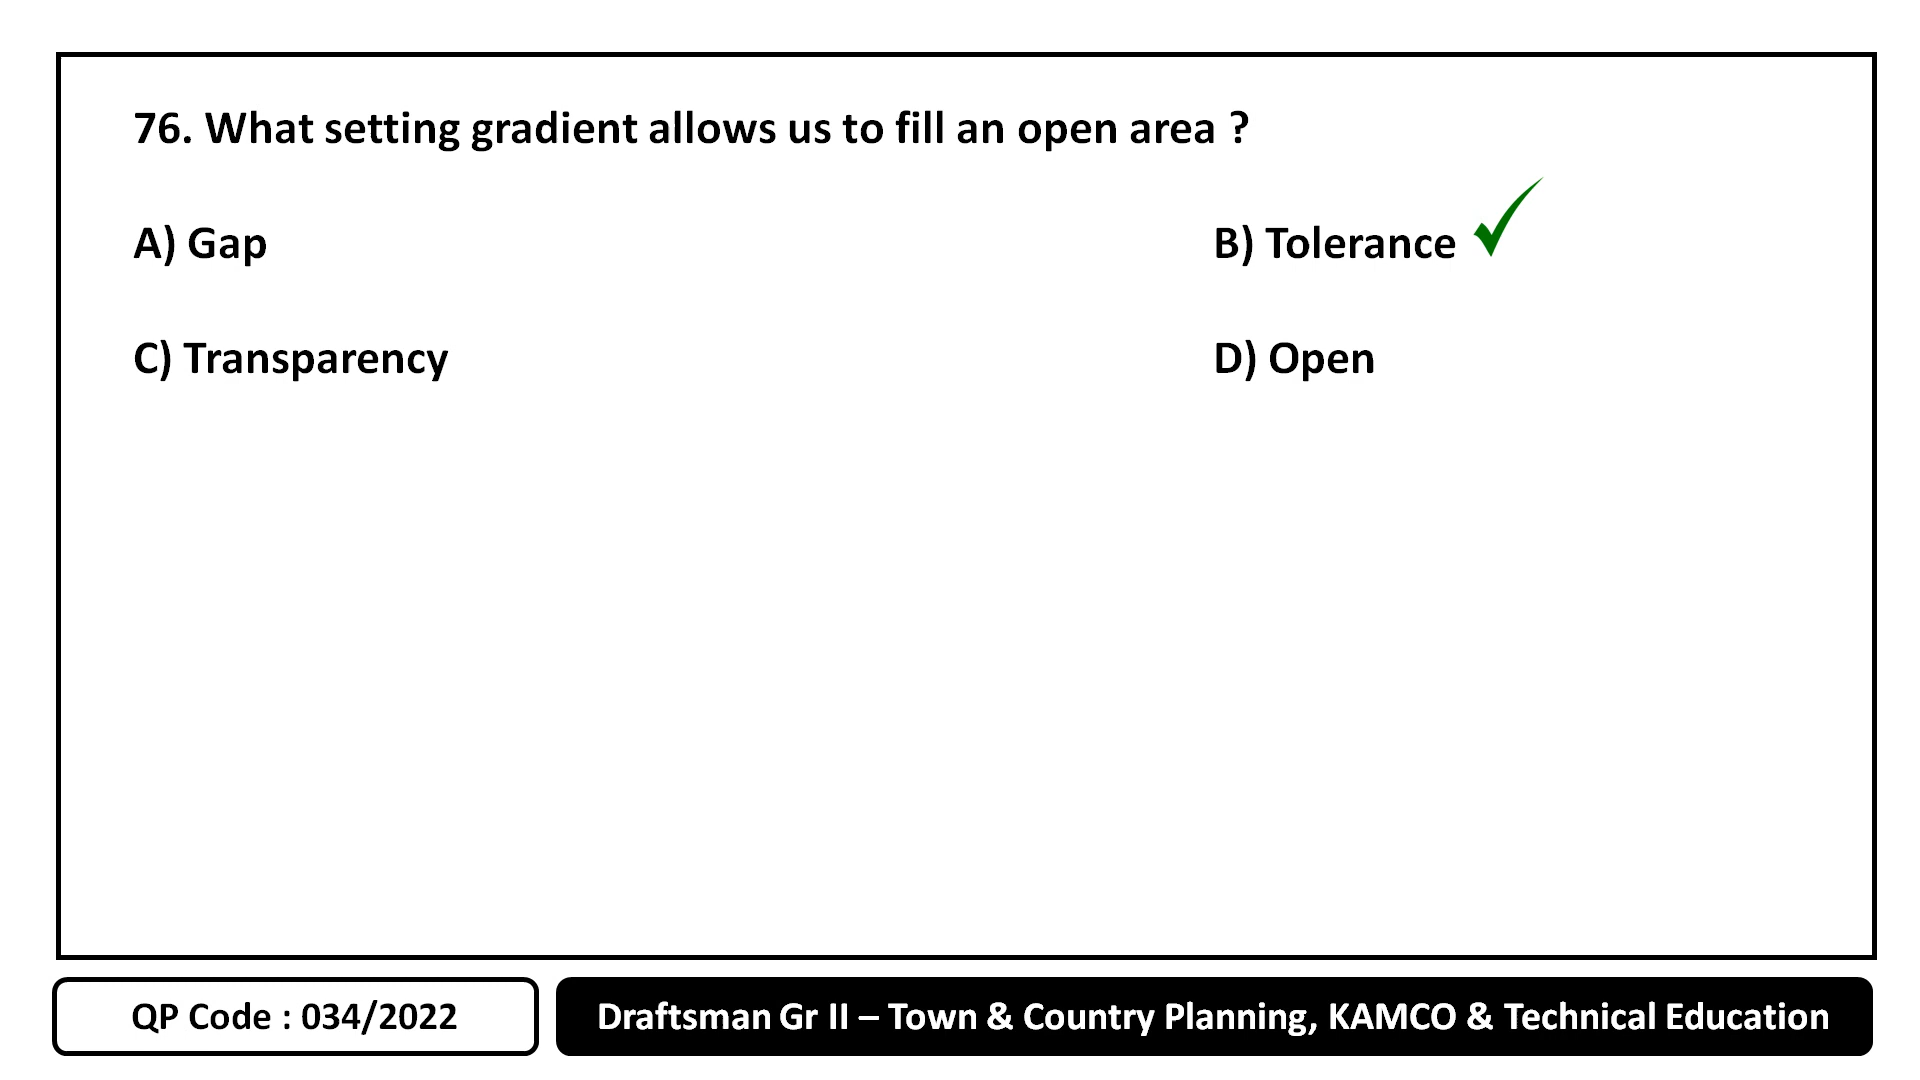 76. What setting gradient allows us to fill an open area ?
A) Gap
B) Tolerance
C) Transparency
D) Open
QP Code : 034/2022
Draftsman Gr II – Town & Country Planning, KAMCO & Technical Education